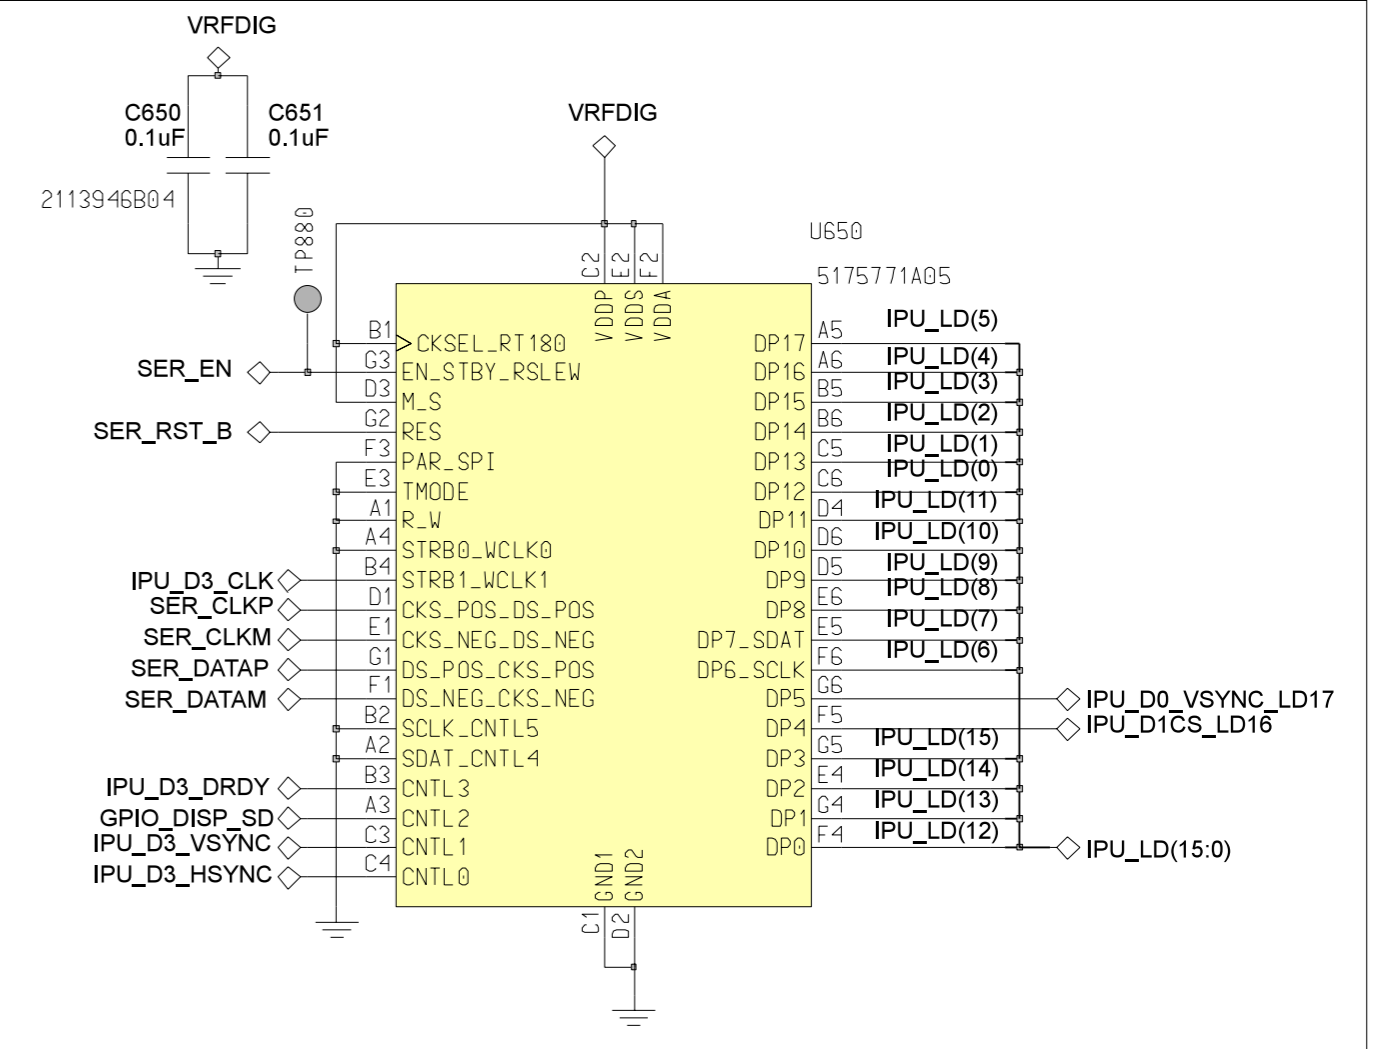 VRFDIG
C650
0.1uF
C651
0.1uF
2113946B04
TP880
VRFDIG
U650
5175771A05
C2
E2
F2
VDDP
VDDS
VDDA
B1
CKSEL_RT180
SER_EN
G3
EN_STBY_RSLEW
D3
M_S
SER_RST_B
G2
RES
F3
PAR_SPI
E3
TMODE
A1
R_W
A4
STRB0_WCLK0
IPU_D3_CLK
B4
STRB1_WCLK1
SER_CLKP
D1
CKS_POS_DS_POS
SER_CLKM
E1
CKS_NEG_DS_NEG
SER_DATAP
G1
DS_POS_CKS_POS
SER_DATAM
F1
DS_NEG_CKS_NEG
B2
SCLK_CNTL5
A2
SDAT_CNTL4
IPU_D3_DRDY
B3
CNTL3
GPIO_DISP_SD
A3
CNTL2
IPU_D3_VSYNC
C3
CNTL1
IPU_D3_HSYNC
C4
CNTL0
DP17
A5
IPU_LD(5)
DP16
A6
IPU_LD(4)
DP15
B5
IPU_LD(3)
DP14
B6
IPU_LD(2)
DP13
C5
IPU_LD(1)
DP12
C6
IPU_LD(0)
DP11
D4
IPU_LD(11)
DP10
D6
IPU_LD(10)
DP9
D5
IPU_LD(9)
DP8
E6
IPU_LD(8)
DP7_SDAT
E5
IPU_LD(7)
DP6_SCLK
F6
IPU_LD(6)
DP5
G6
IPU_D0_VSYNC_LD17
DP4
F5
IPU_D1CS_LD16
DP3
G5
IPU_LD(15)
DP2
E4
IPU_LD(14)
DP1
G4
IPU_LD(13)
DP0
F4
IPU_LD(12)
IPU_LD(15:0)
GND1
GND2
C1
D2